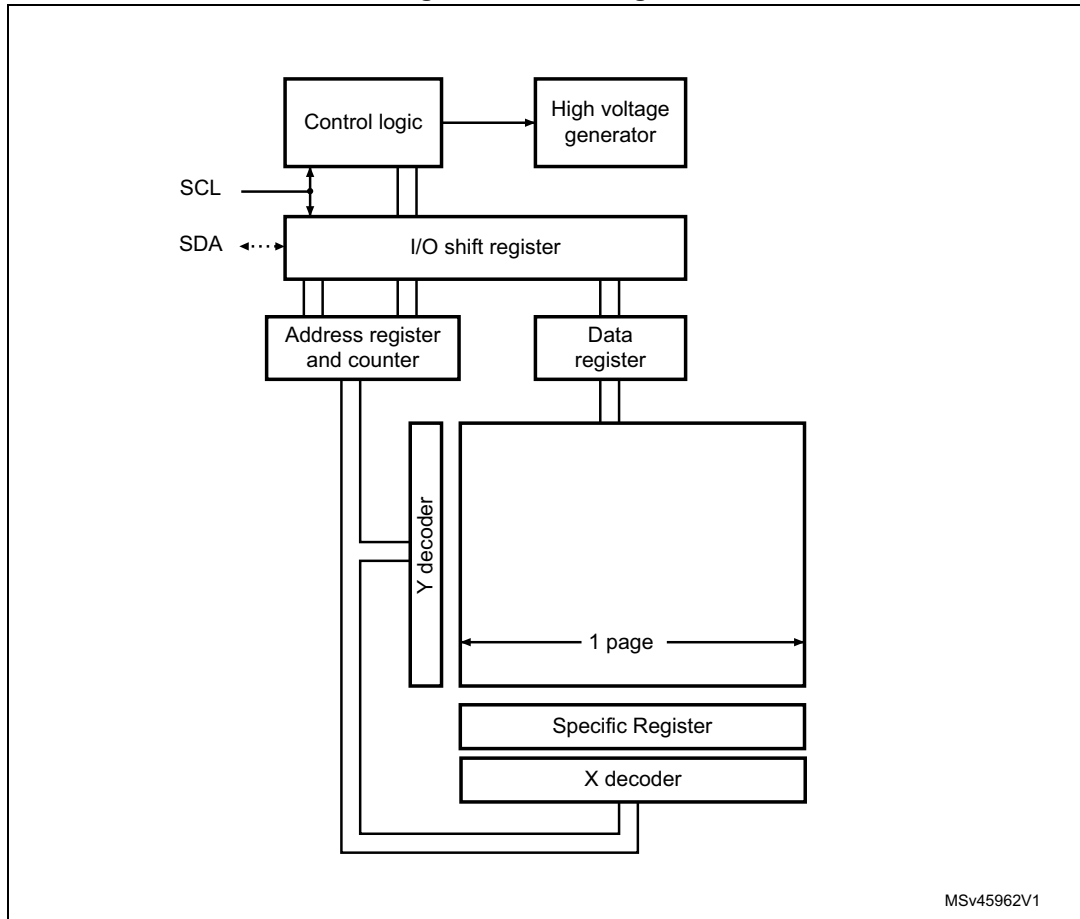 Control logic
High voltage
generator
SCL
SDA
I/O shift register
Address register
and counter
Data
register
Y decoder
1 page
Specific Register
X decoder
MSv45962V1